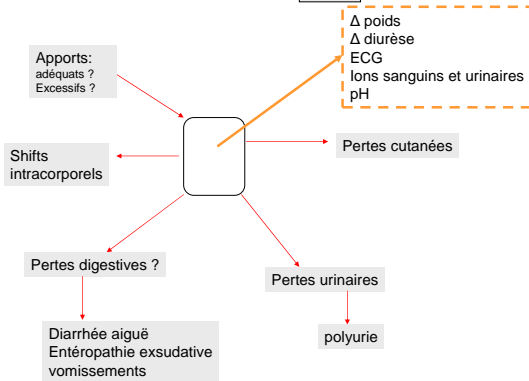 Δ poids
Δ diurèse
ECG
Ions sanguins et urinaires
pH
Apports:
adéquats ?
Excessifs ?
Pertes cutanées
Shifts
intracorporels
Pertes digestives ?
Pertes urinaires
Diarrhée aiguë
Entéropathie exsudative
vomissements
polyurie